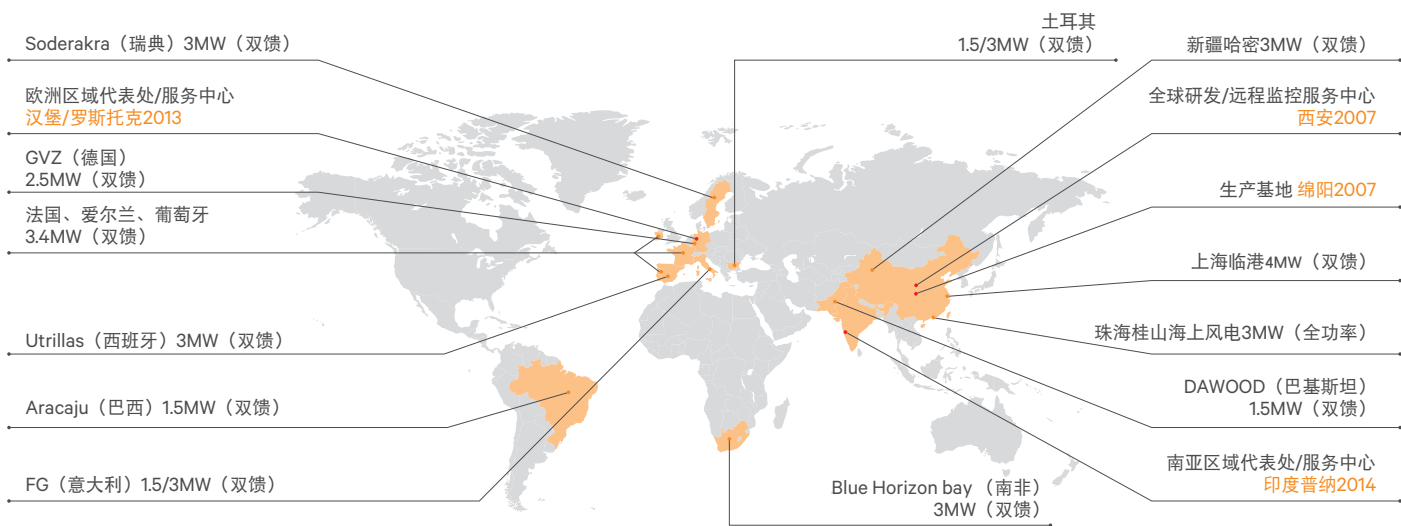 Soderakra（瑞典）3MW（双馈）
欧洲区域代表处/服务中心
汉堡/罗斯托克2013
GVZ（德国）
2.5MW（双馈）
法国、爱尔兰、葡萄牙
3.4MW（双馈）
Utrillas（西班牙）3MW（双馈）
Aracaju（巴西）1.5MW（双馈）
FG（意大利）1.5/3MW（双馈）
土耳其
1.5/3MW（双馈）
新疆哈密3MW（双馈）
全球研发/远程监控服务中心
西安2007
生产基地 绵阳2007
上海临港4MW（双馈）
珠海桂山海上风电3MW（全功率）
DAWOOD（巴基斯坦）
1.5MW（双馈）
南亚区域代表处/服务中心
印度普纳2014
Blue Horizon bay （南非）
3MW（双馈）